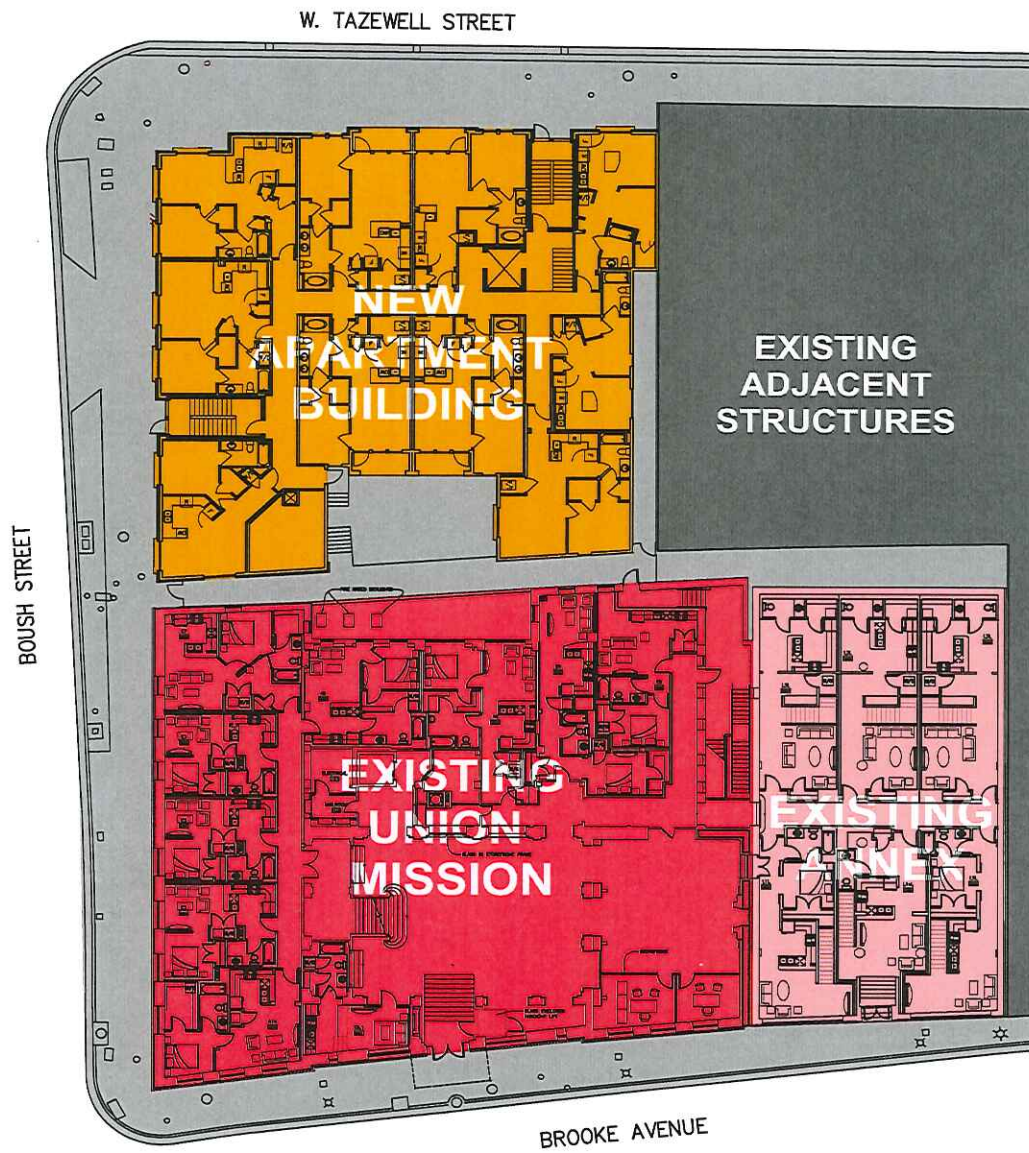 W. TAZEWELL STREET
NEW
APARTMENT
BUILDING
EXISTING
ADJACENT
STRUCTURES
BOUSH STREET
EXISTING
UNION
MISSION
EXISTING
ANNEX
BROOKE AVENUE